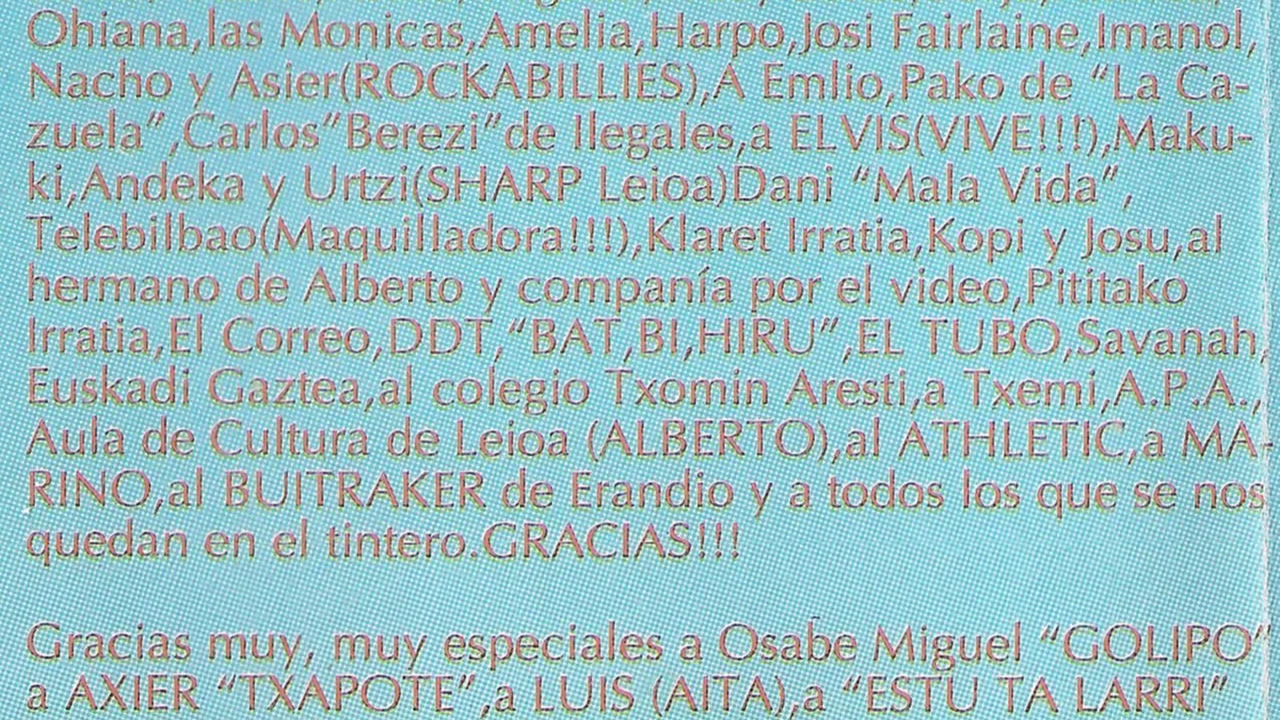 Ohiana,las Monicas,Amelia,Harpo,Josi Fairlaine,Imanol,
Nacho y Asier(ROCKABILLIES),A Emlio,Pako de “La Ca-
zuela”,Carlos”Berezi”de Ilegales,a ELVIS(VIVE!!!),Maku-
ki,Andeka y Urtzi(SHARP Leioa)Dani “Mala Vida”,
Telebilbao(Maquilladora!!!),Klaret Irratia,Kopi y Josu,al
hermano de Alberto y companía por el video,Pititako
Irratia,El Correo,DDT,“BAT,BI,HIRU”,EL TUBO,Savanah,
Euskadi Gaztea,al colegio Txomin Aresti,a Txemi,A.P.A.,
Aula de Cultura de Leioa (ALBERTO),al ATHLETIC,a MA-
RINO,al BUITRAKER de Erandio y a todos los que se nos
quedan en el tintero.GRACIAS!!!
Gracias muy, muy especiales a Osabe Miguel “GOLIPO”
a AXIER “TXAPOTE”,a LUIS (AITA),a “ESTU TA LARRI”